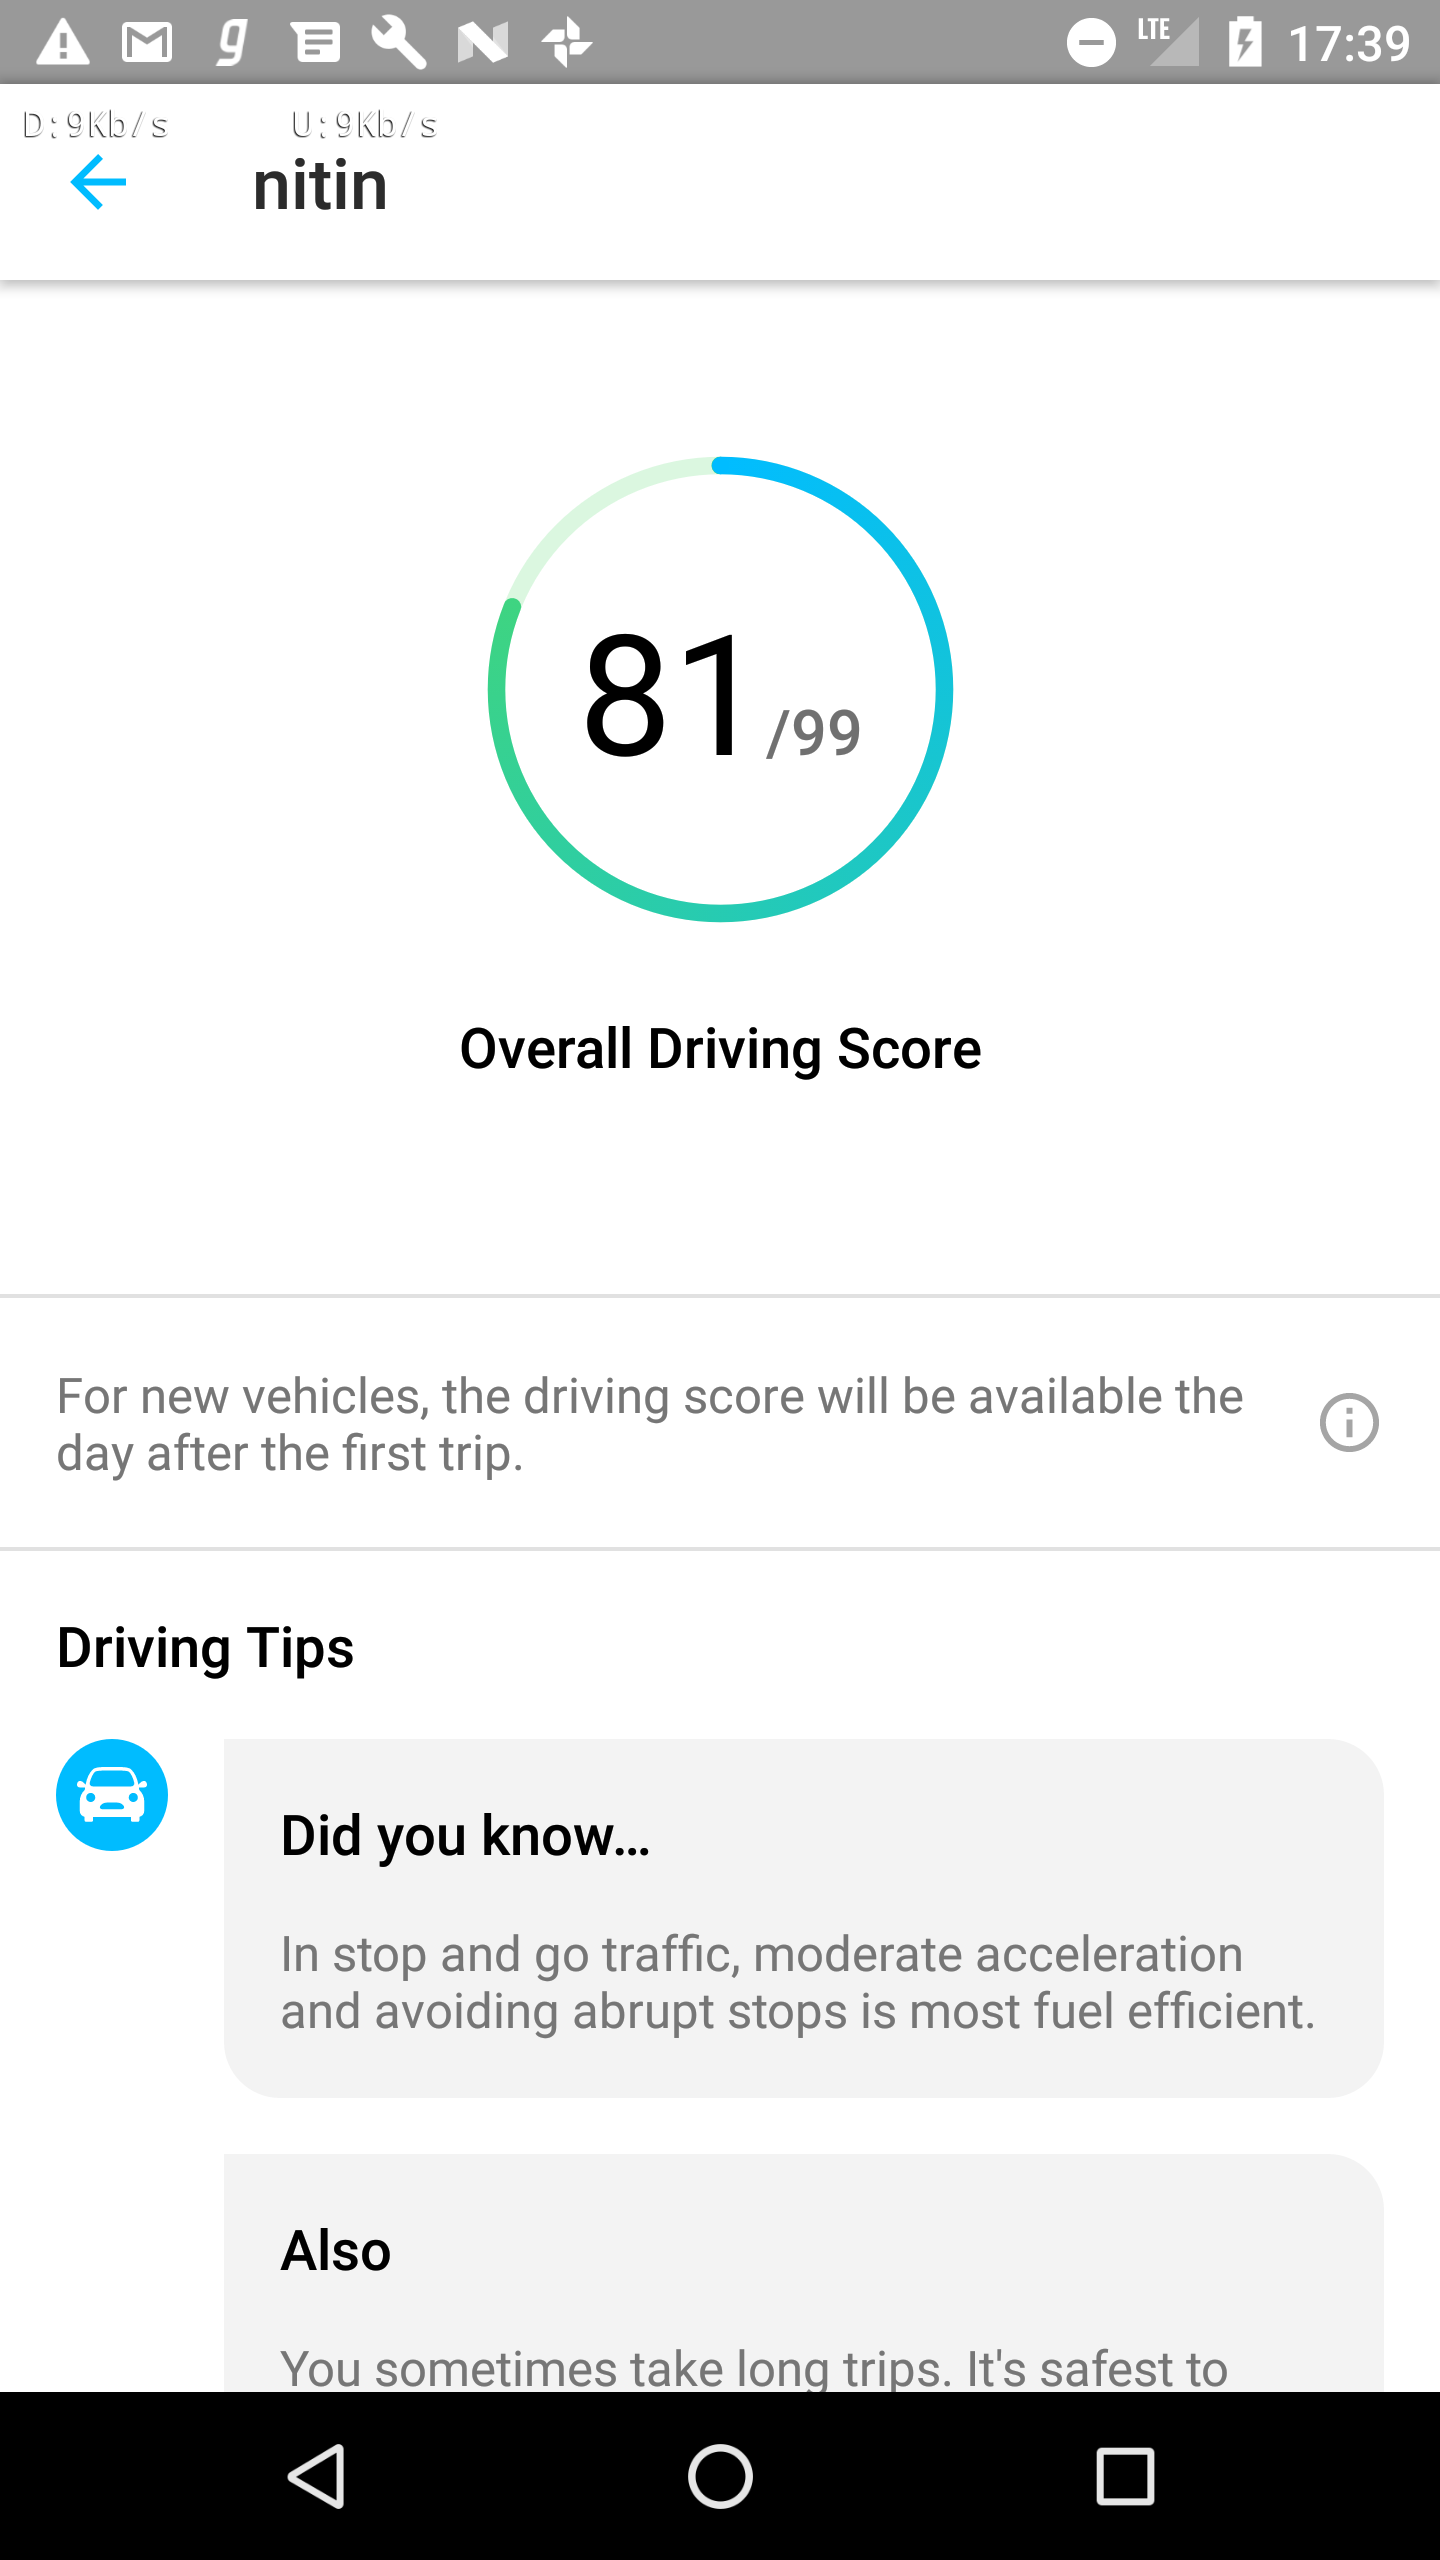 LTE 17:39
D:9Kb/s U:9Kb/s
nitin
81/99
Overall Driving Score
For new vehicles, the driving score will be available the
day after the first trip.
Driving Tips
Did you know...
In stop and go traffic, moderate acceleration
and avoiding abrupt stops is most fuel efficient.
Also
You sometimes take long trips. It's safest to